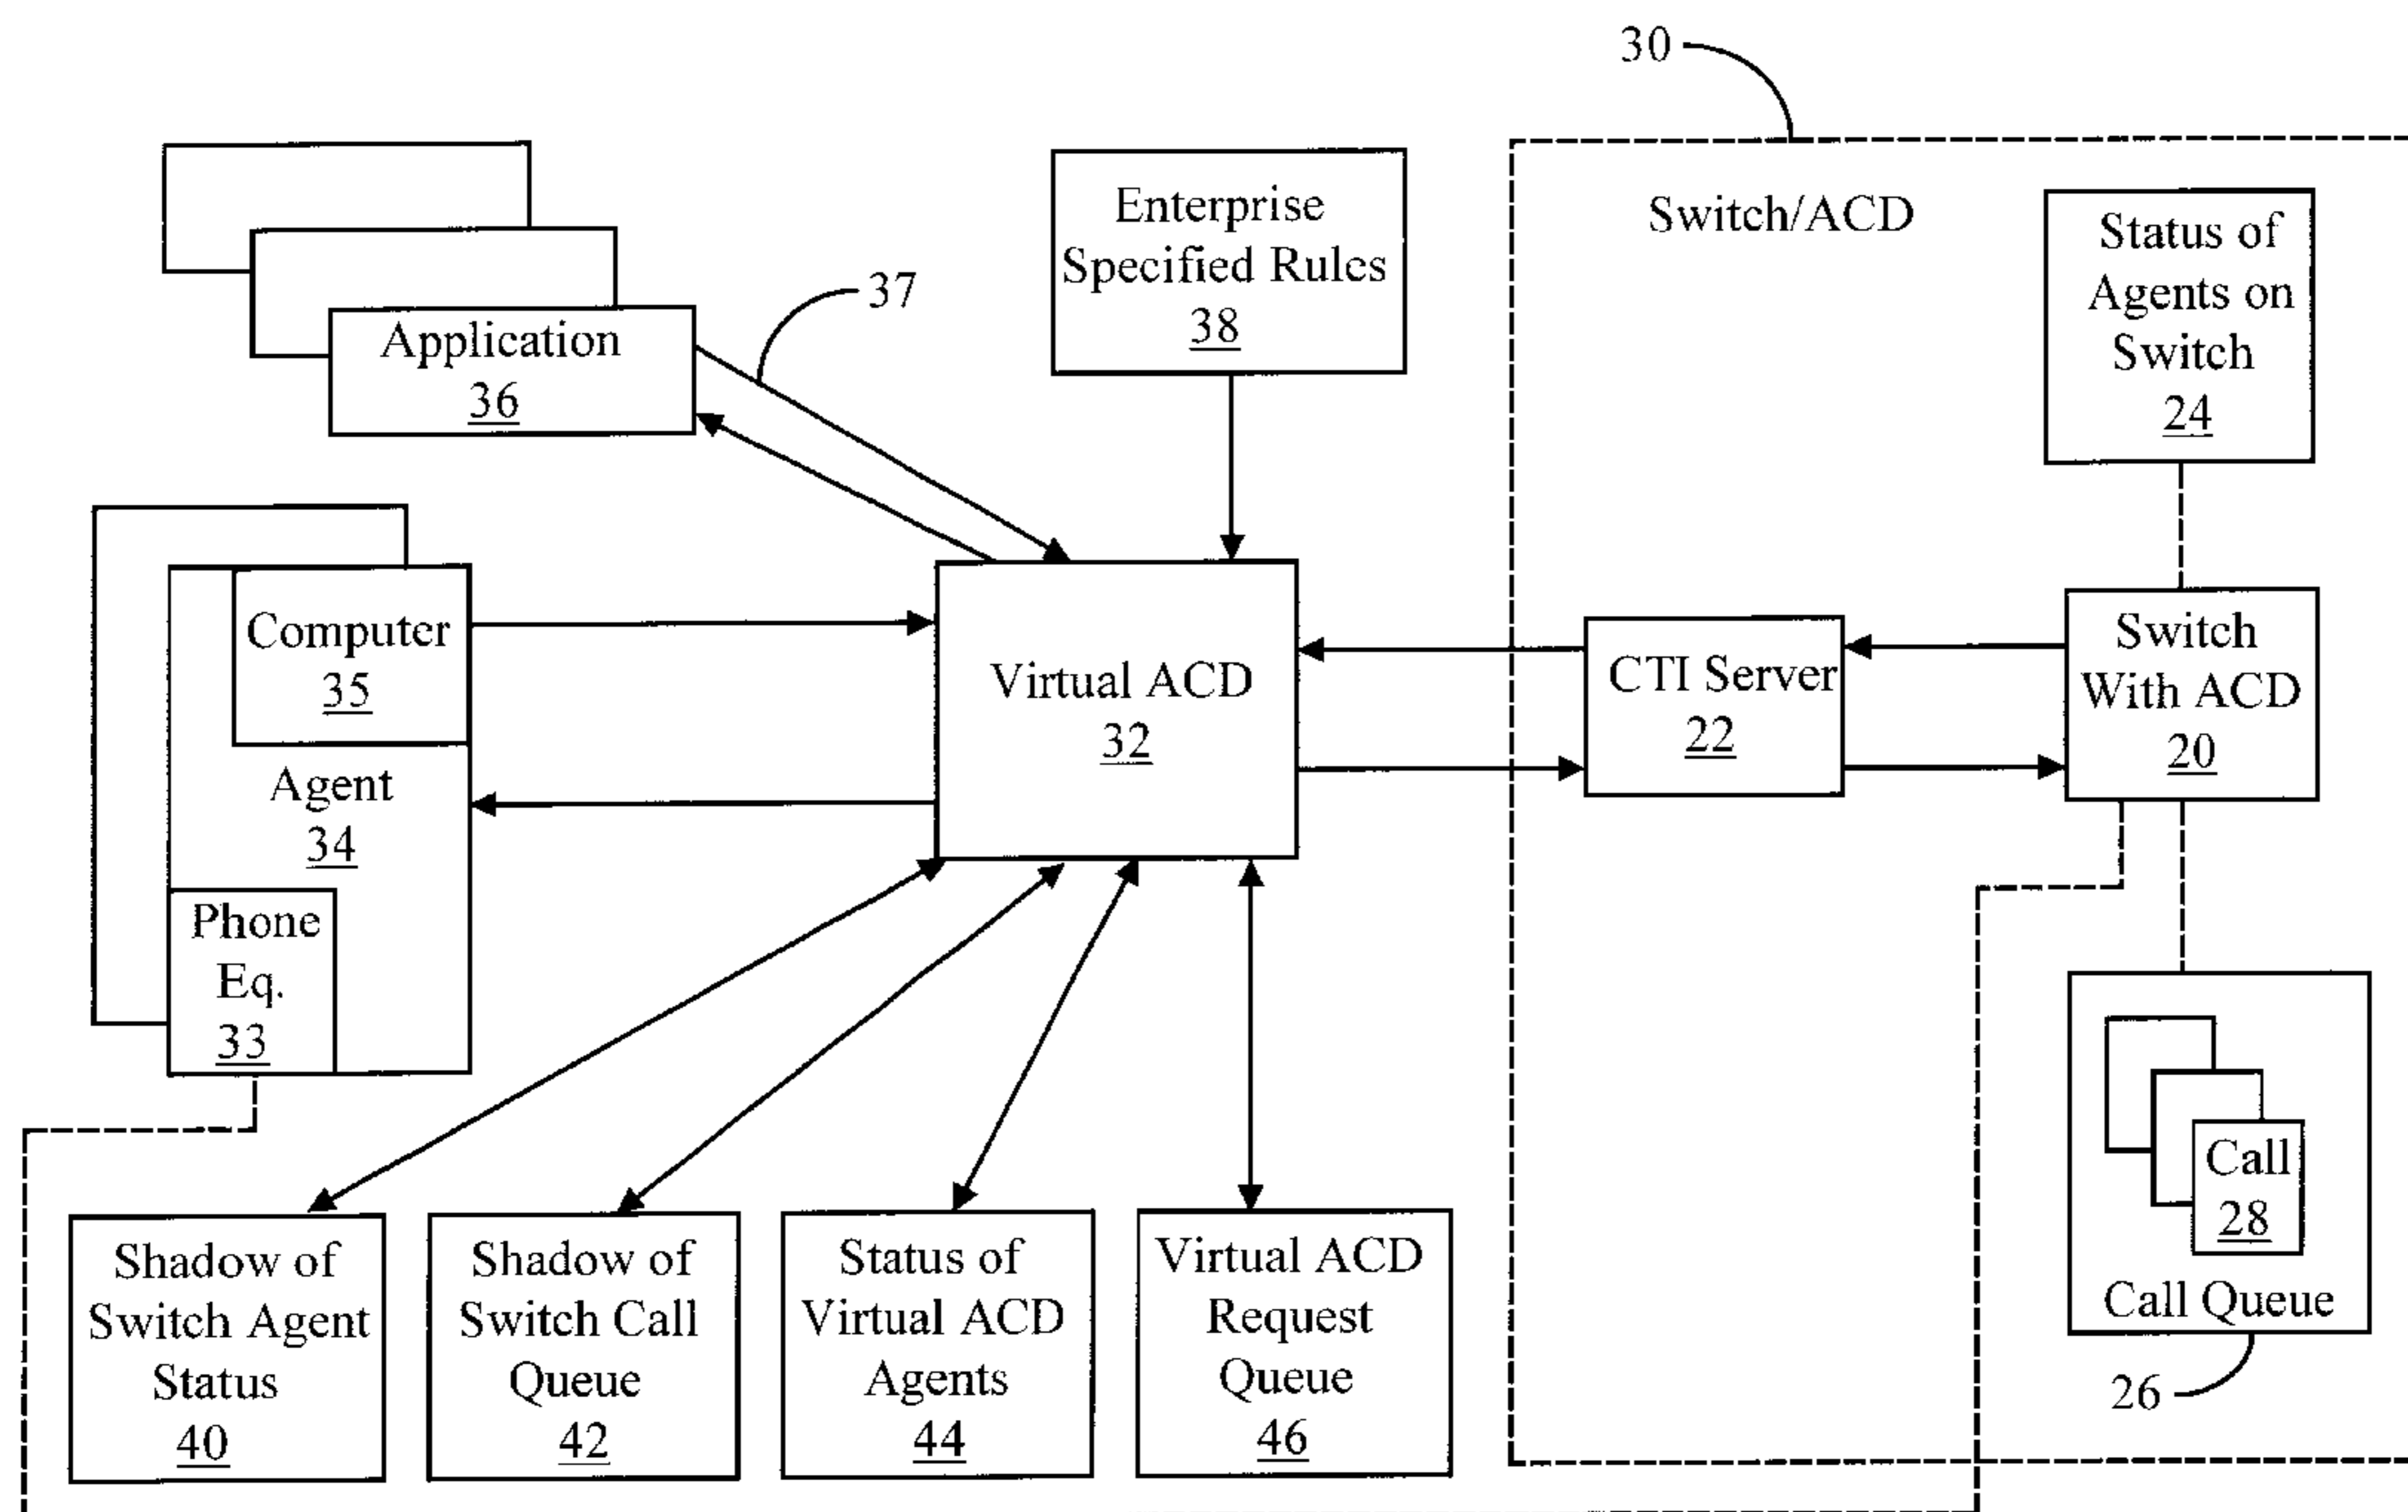 30
Switch/ACD
Status of
Agents on
Switch
24
Enterprise
Specified Rules
38
37
Application
36
Computer
35
Agent
34
Phone
Eq.
33
Virtual ACD
32
CTI Server
22
Switch
With ACD
20
Call
28
Call Queue
26
Shadow of
Switch Agent
Status
40
Shadow of
Switch Call
Queue
42
Status of
Virtual ACD
Agents
44
Virtual ACD
Request
Queue
46